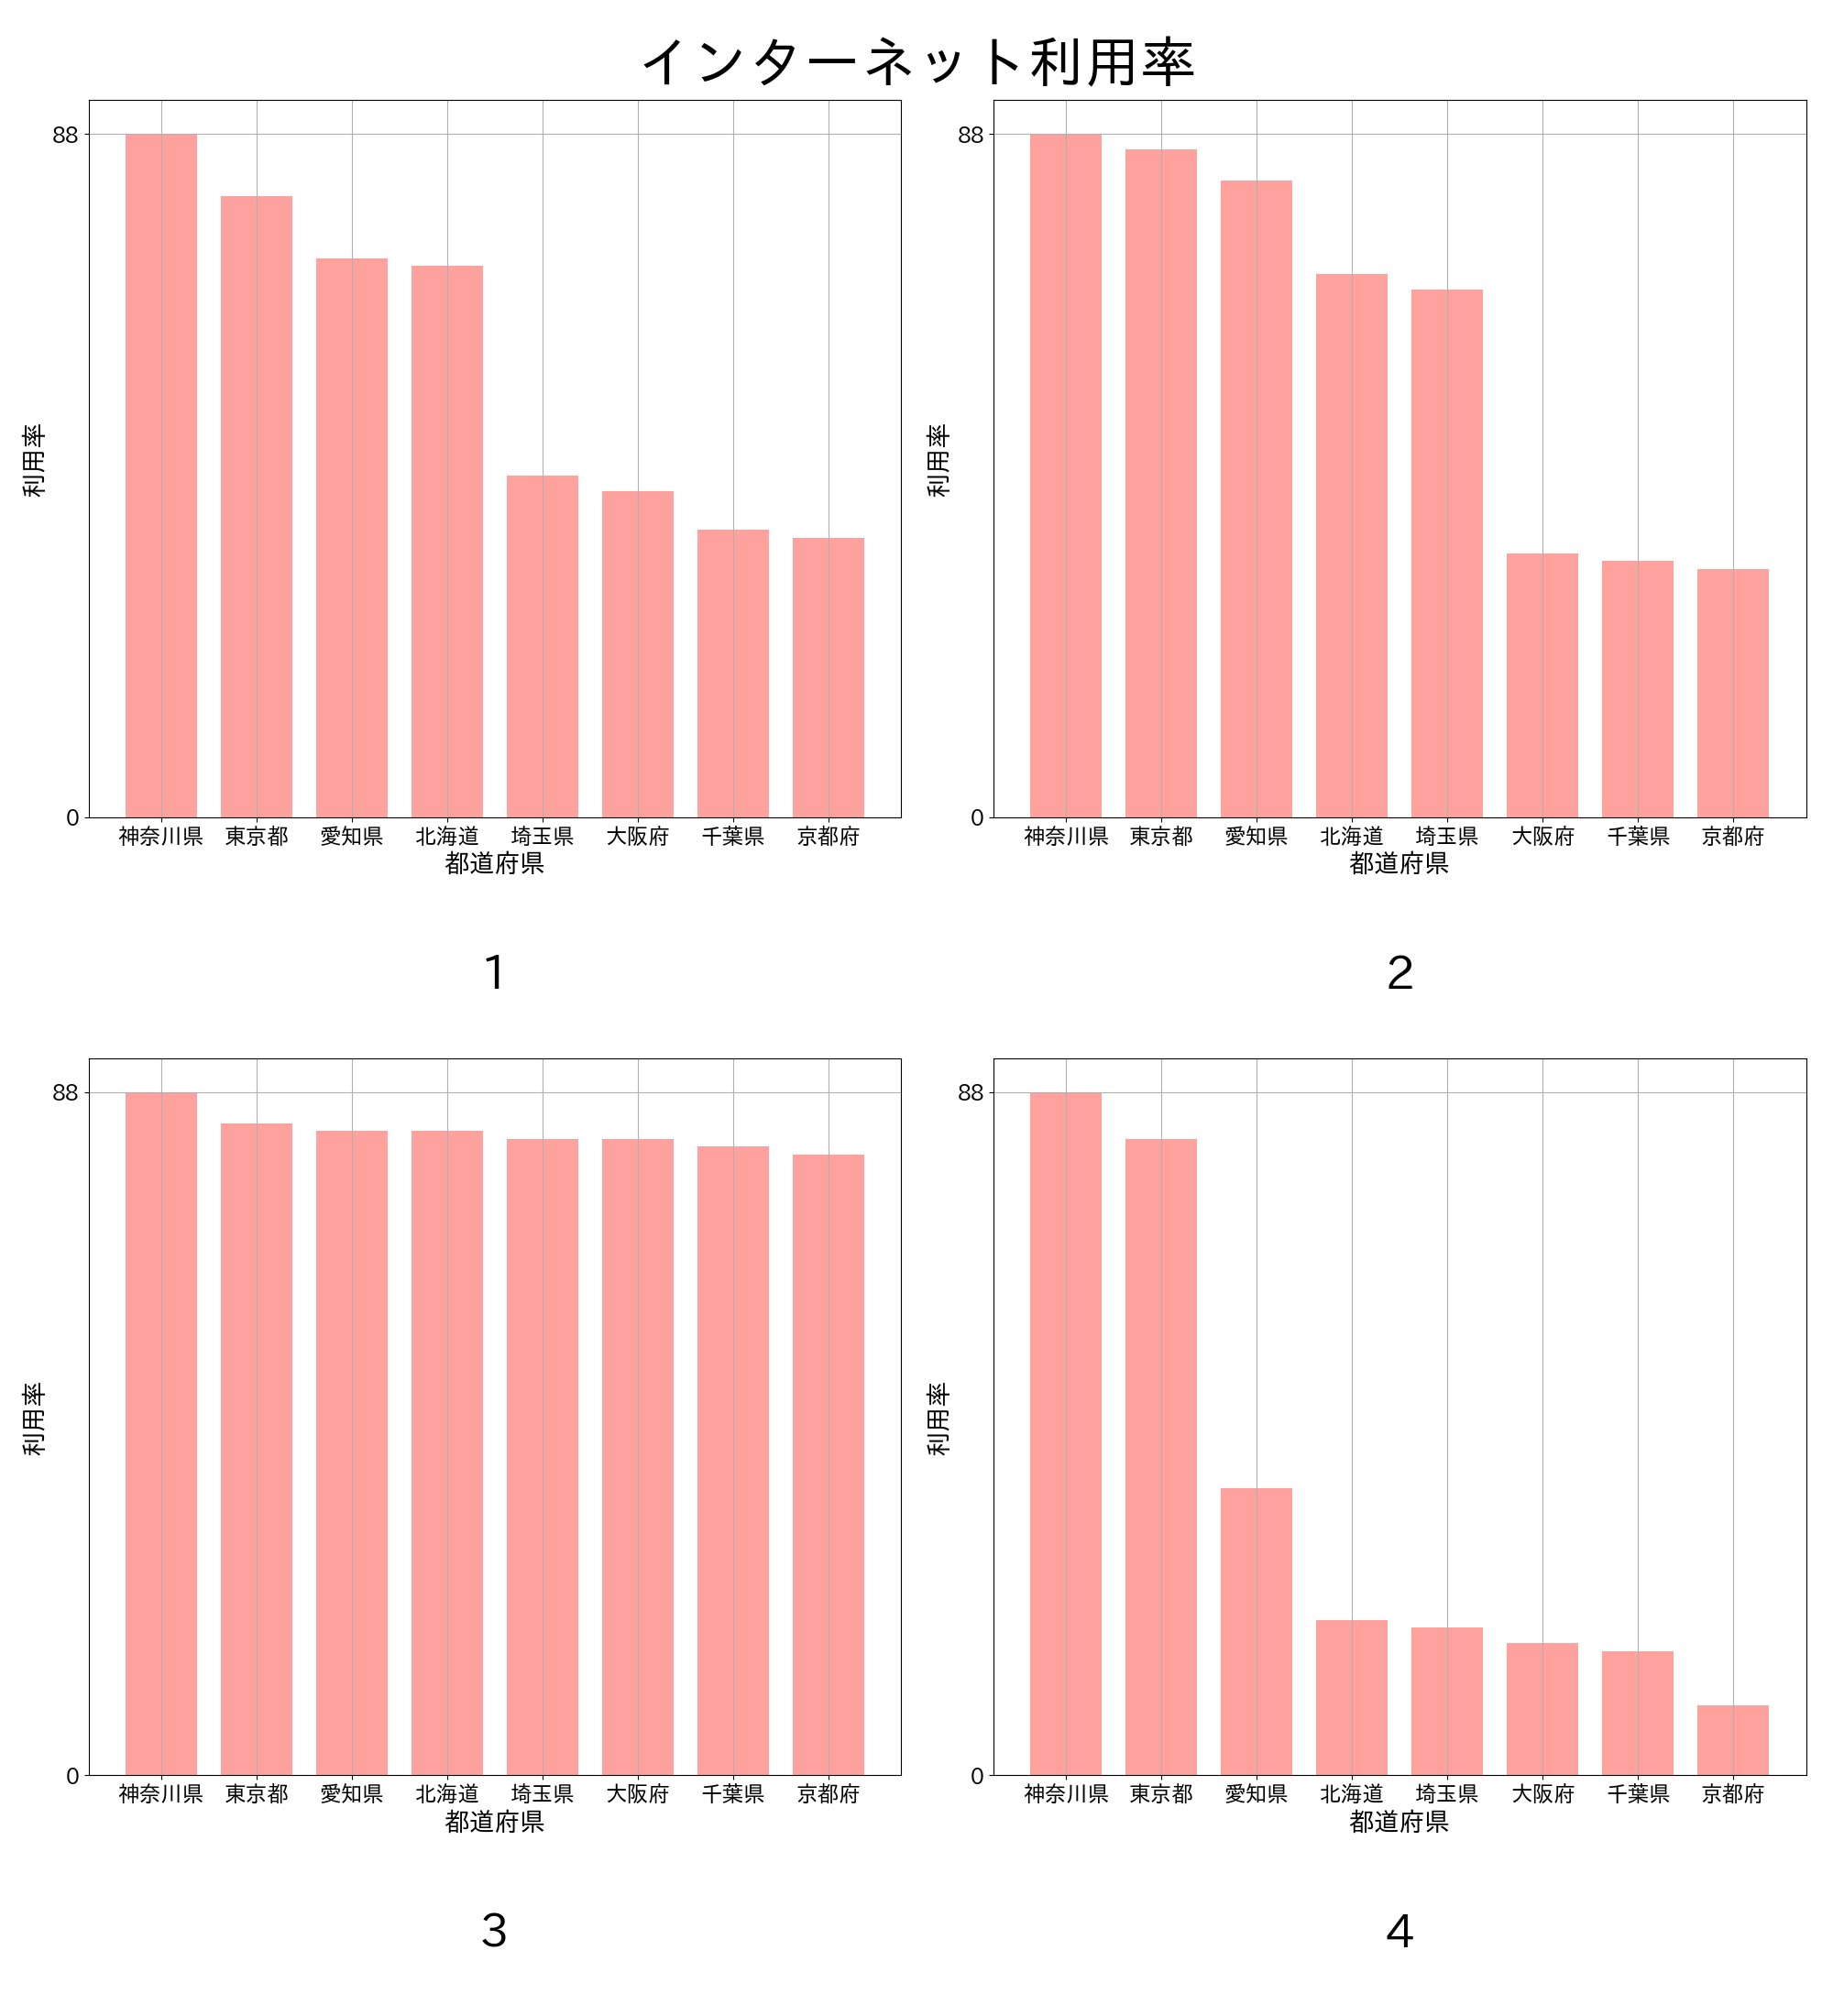 インターネット利用率
88
0
利用率
神奈川県 東京都 愛知県 北海道 埼玉県 大阪府 千葉県 京都府
都道府県
1
88
0
利用率
神奈川県 東京都 愛知県 北海道 埼玉県 大阪府 千葉県 京都府
都道府県
2
88
0
利用率
神奈川県 東京都 愛知県 北海道 埼玉県 大阪府 千葉県 京都府
都道府県
3
88
0
利用率
神奈川県 東京都 愛知県 北海道 埼玉県 大阪府 千葉県 京都府
都道府県
4